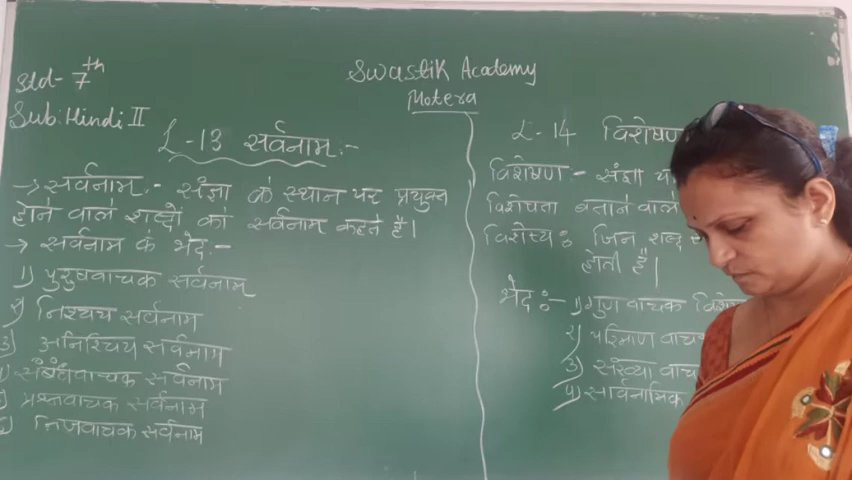 Swastik Academy
Motera
Std- 7th
Sub: Hindi II
L-13 सर्वनाम :-
→ सर्वनाम :- संज्ञा के स्थान पर प्रयुक्त
होने वाले शब्दो को सर्वनाम कहते है।
→ सर्वनाम के भेद :-
1) पुरुषवाचक सर्वनाम
2) निश्चय सर्वनाम
3) अनिश्चिय सर्वनाम
4) संबंधवाचक सर्वनाम
5) प्रश्नवाचक सर्वनाम
6) निजवाचक सर्वनाम
L-14 विशेषण
विशेषण :- संज्ञा
विशेषता बताने वाले
विशेष्य : जिन शब्द
होती है।
भेद :- 1) गुण वाचक
2) परिमाण
3) संख्या
4) सार्वनामिक